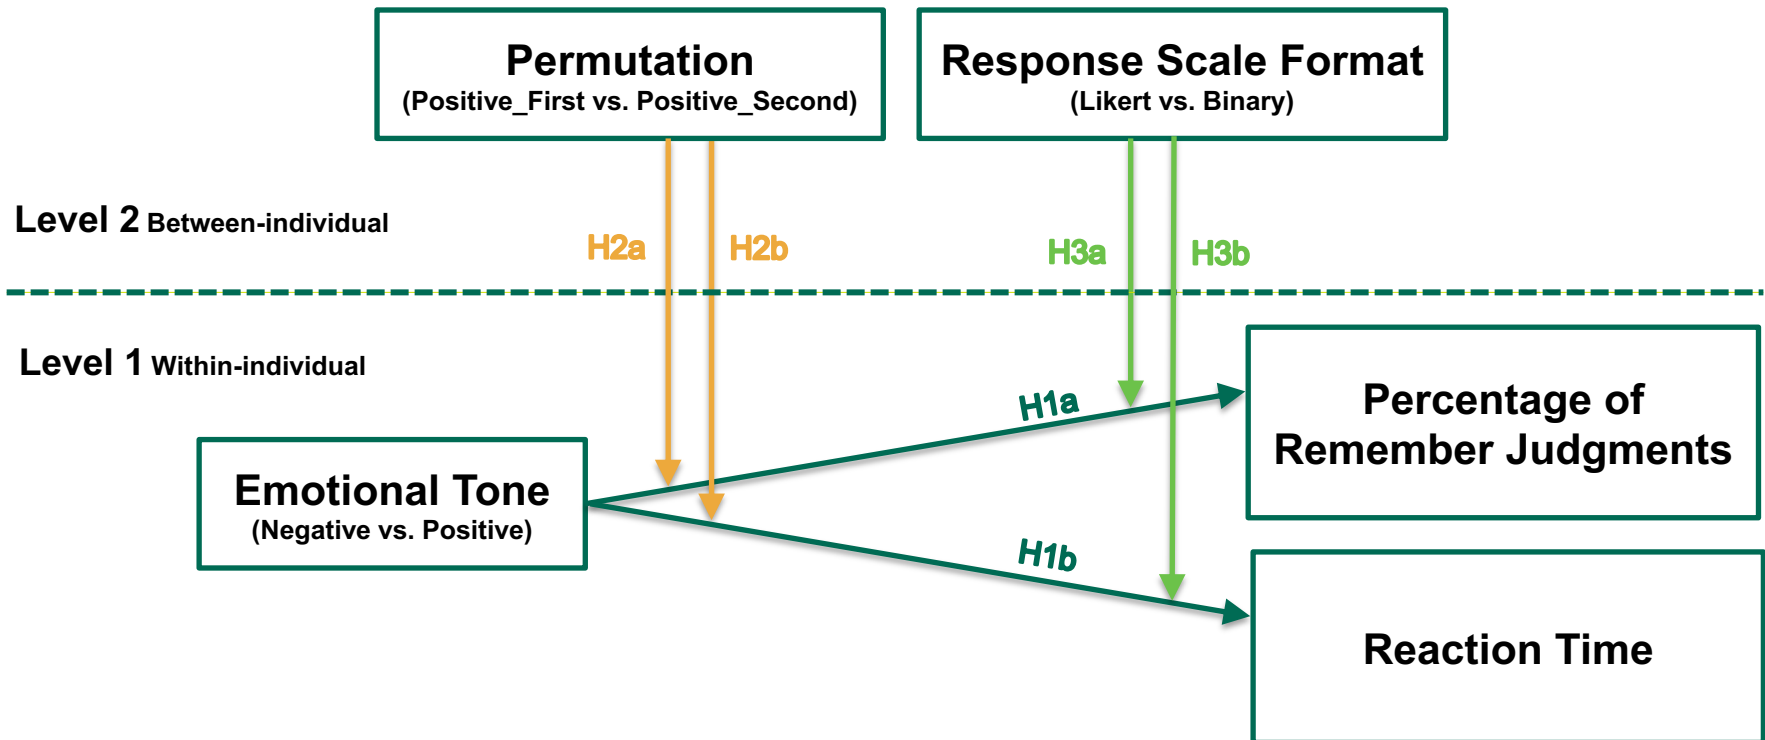 Permutation
(Positive_First vs. Positive_Second)
Response Scale Format
(Likert vs. Binary)
Level 2 Between-individual
H2a
H2b
H3a
H3b
Level 1 Within-individual
H1a
Percentage of
Remember Judgments
Emotional Tone
(Negative vs. Positive)
H1b
Reaction Time